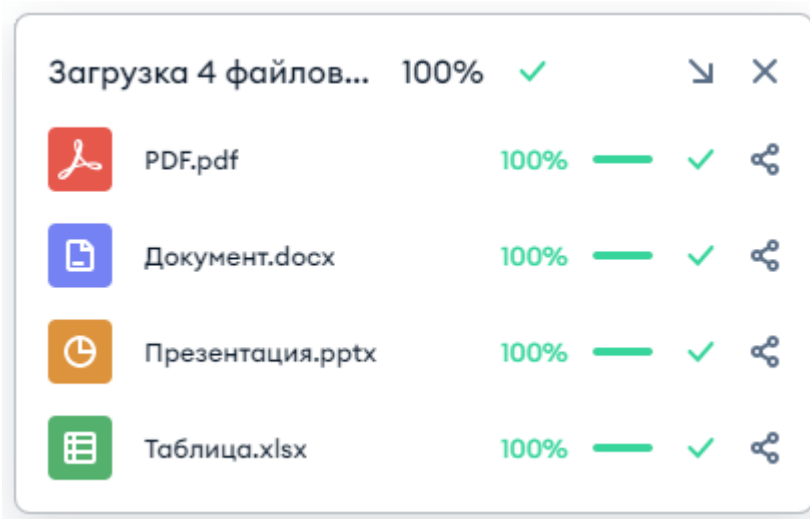 Загрузка 4 файлов... 100%
PDF.pdf 100%
Документ.docx 100%
Презентация.pptx 100%
Таблица.xlsx 100%